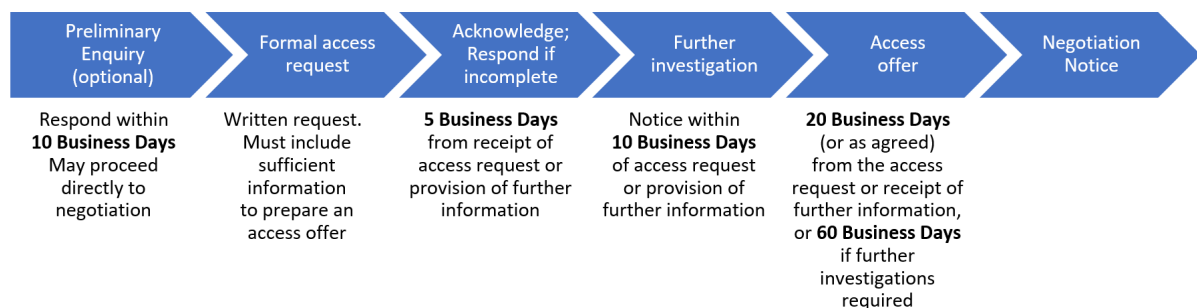 Preliminary
Enquiry
(optional)
Formal access
request
Acknowledge;
Respond if
incomplete
Further
investigation
Access
offer
Negotiation
Notice
Respond within
10 Business Days
May proceed
directly to
negotiation
Written request.
Must include
sufficient
information
to prepare an
access offer
5 Business Days
from receipt of
access request or
provision of further
information
Notice within
10 Business Days
of access request
or provision of
further information
20 Business Days
(or as agreed)
from the access
request or receipt of
further information,
or 60 Business Days
if further
investigations
required